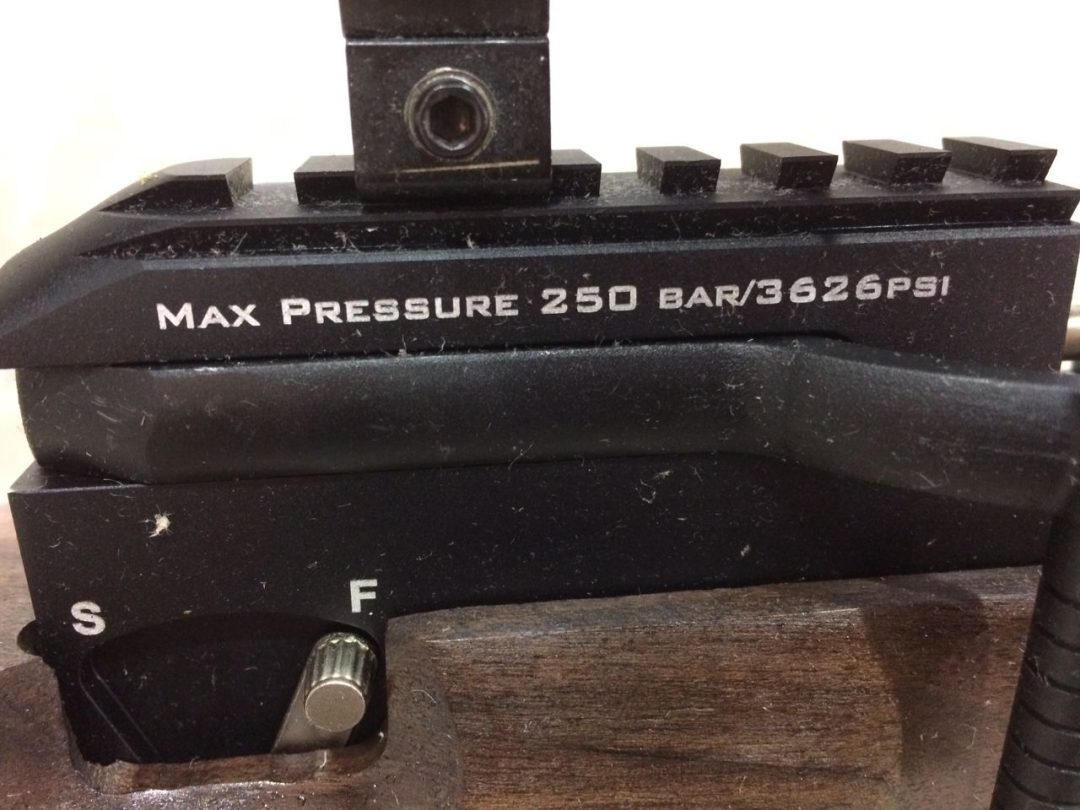 MAX PRESSURE 250 BAR/3626PSI
S F